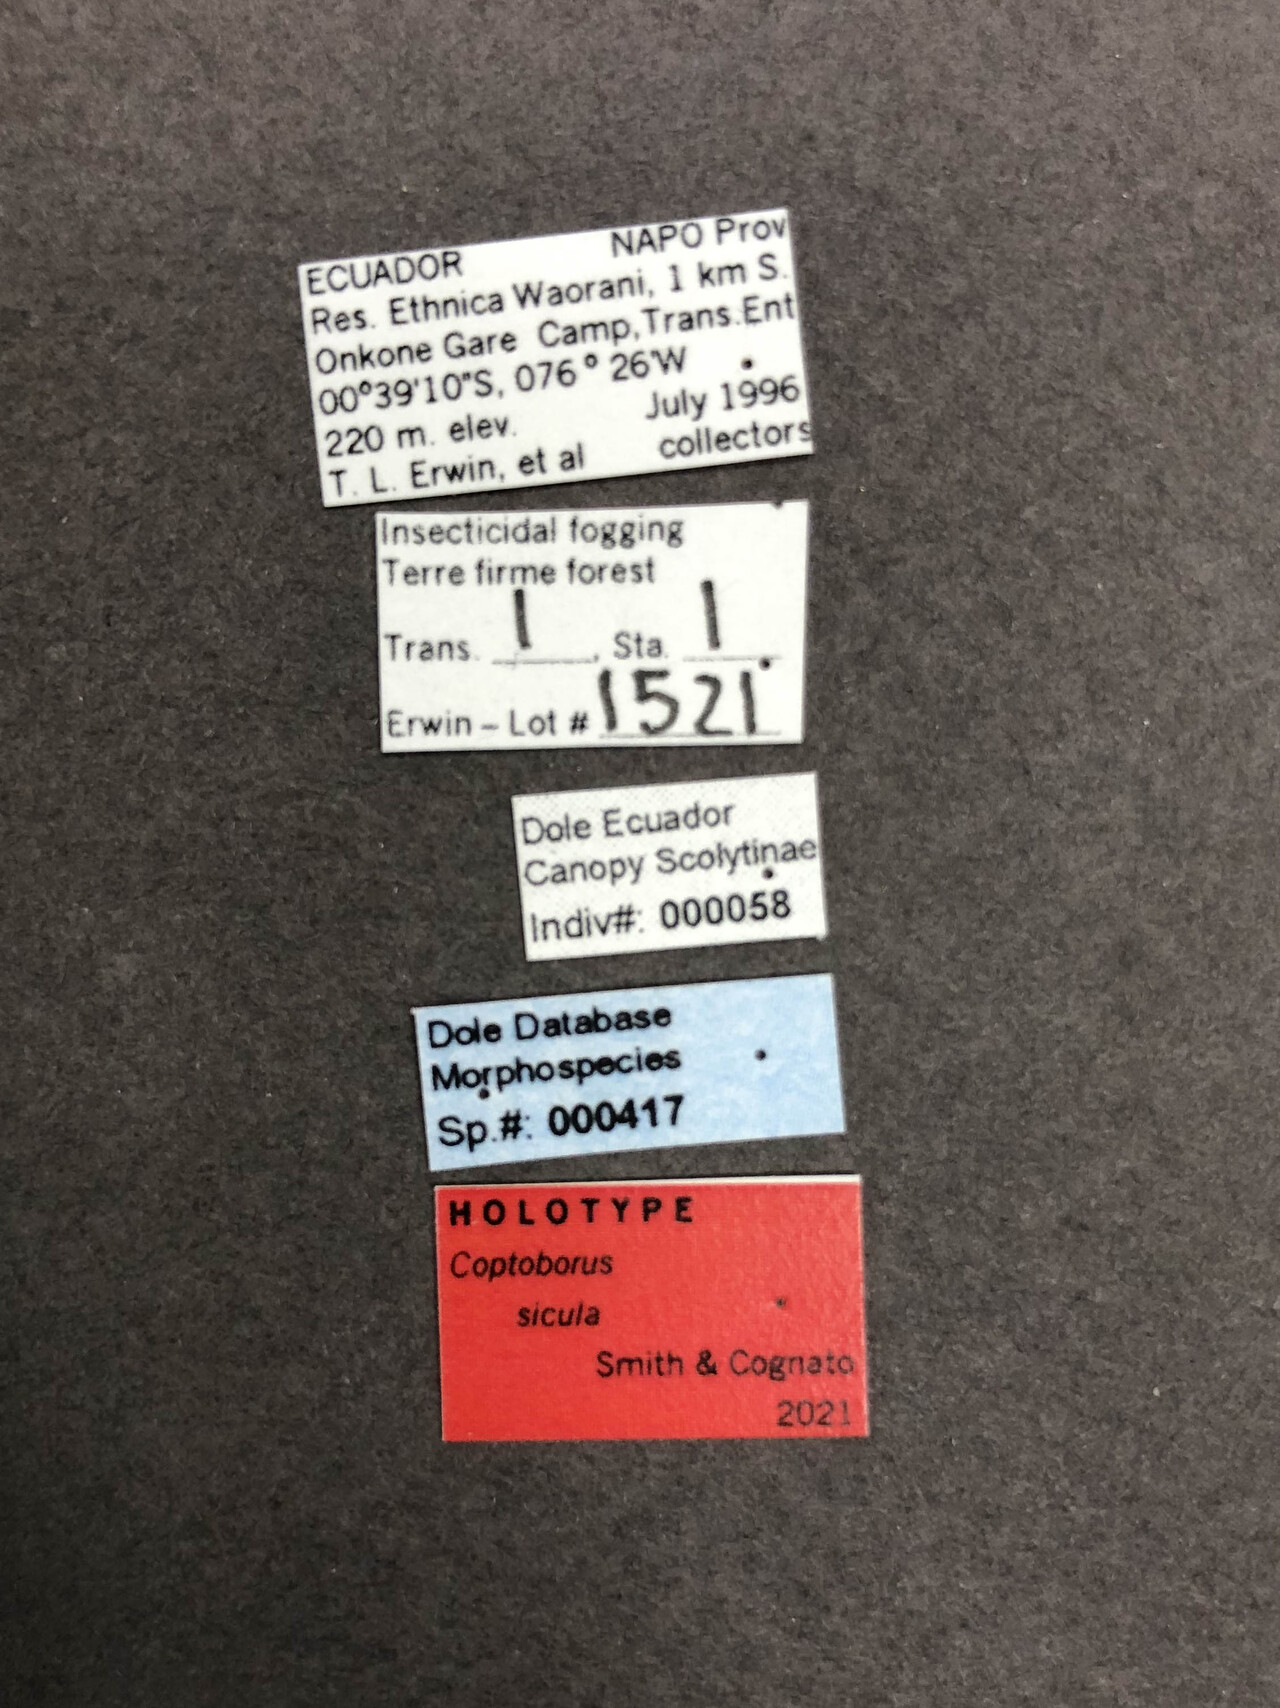 ECUADOR NAPO Prov
Res. Ethnica Waorani, 1 km S.
Onkone Gare Camp, Trans.Ent
00°39'10"S, 076° 26'W
220 m. elev. July 1996
T. L. Erwin, et al collectors
Insecticidal fogging
Terre firme forest
Trans. 1, Sta. 1
Erwin – Lot # 1521
Dole Ecuador
Canopy Scolytinae
Indiv#: 000058
Dole Database
Morphospecies
Sp.#: 000417
HOLOTYPE
Coptoborus
sicula
Smith & Cognato
2021